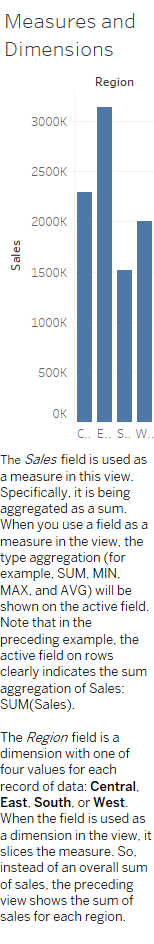 Measures and
Dimensions
Region
3000K
2500K
2000K
1500K
1000K
500K
0K
Sales
C.. E.. S.. W..
The Sales field is used as
a measure in this view.
Specifically, it is being
aggregated as a sum.
When you use a field as a
measure in the view, the
type aggregation (for
example, SUM, MIN,
MAX, and AVG) will be
shown on the active field.
Note that in the
preceding example, the
active field on rows
clearly indicates the sum
aggregation of Sales:
SUM(Sales).
The Region field is a
dimension with one of
four values for each
record of data: Central,
East, South, or West.
When the field is used as
a dimension in the view, it
slices the measure. So,
instead of an overall sum
of sales, the preceding
view shows the sum of
sales for each region.